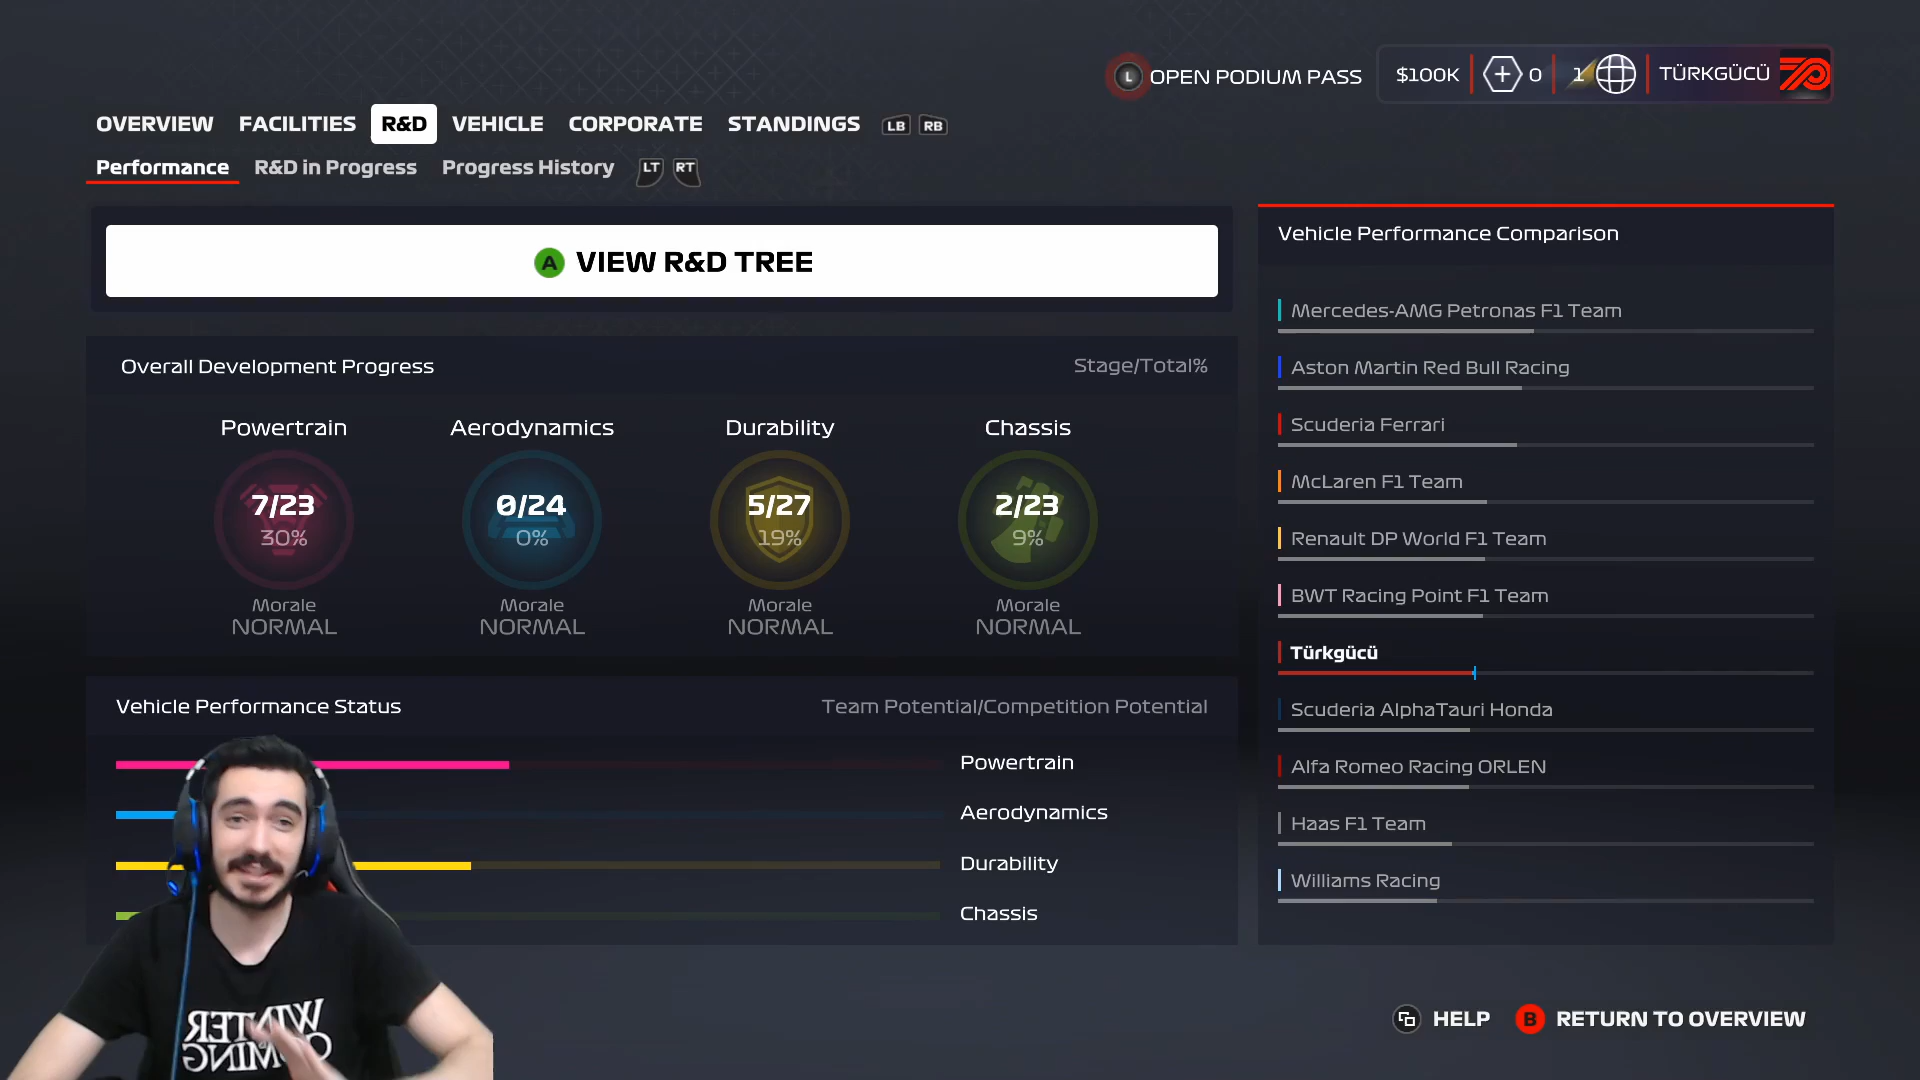 L OPEN PODIUM PASS
$100K 0 1 TÜRKGÜCÜ
OVERVIEW FACILITIES R&D VEHICLE CORPORATE STANDINGS LB RB
Performance R&D in Progress Progress History LT RT
A VIEW R&D TREE
Overall Development Progress Stage/Total%
Powertrain Aerodynamics Durability Chassis
7/23 0/24 5/27 2/23
30% 0% 19% 9%
Morale Morale Morale Morale
NORMAL NORMAL NORMAL NORMAL
Vehicle Performance Status Team Potential/Competition Potential
Powertrain
Aerodynamics
Durability
Chassis
Vehicle Performance Comparison
Mercedes-AMG Petronas F1 Team
Aston Martin Red Bull Racing
Scuderia Ferrari
McLaren F1 Team
Renault DP World F1 Team
BWT Racing Point F1 Team
Türkgücü
Scuderia AlphaTauri Honda
Alfa Romeo Racing ORLEN
Haas F1 Team
Williams Racing
WINTER
COMING
HELP B RETURN TO OVERVIEW